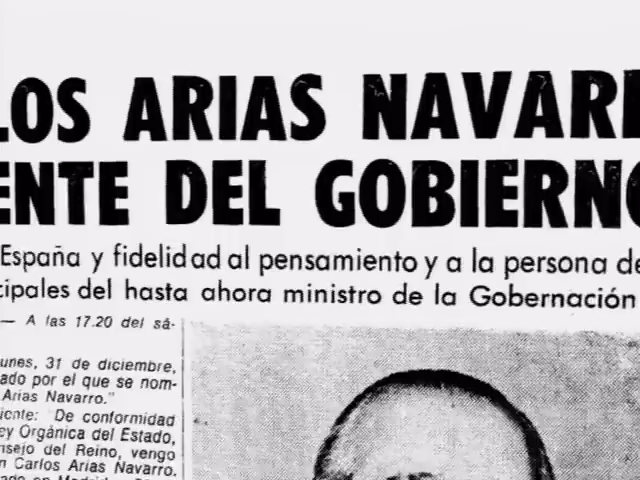 LOS ARIAS NAVAR
ENTE DEL GOBIERNO
España y fidelidad al pensamiento y a la persona de
cipales del hasta ahora ministro de la Gobernación
— A las 17.20 del sá-
unes, 31 de diciembre,
ado por el que se nom-
Arias Navarro."
iente: De conformidad
ey Orgánica del Estado,
nsejo del Reino, vengo
n Carlos Arias Navarro.